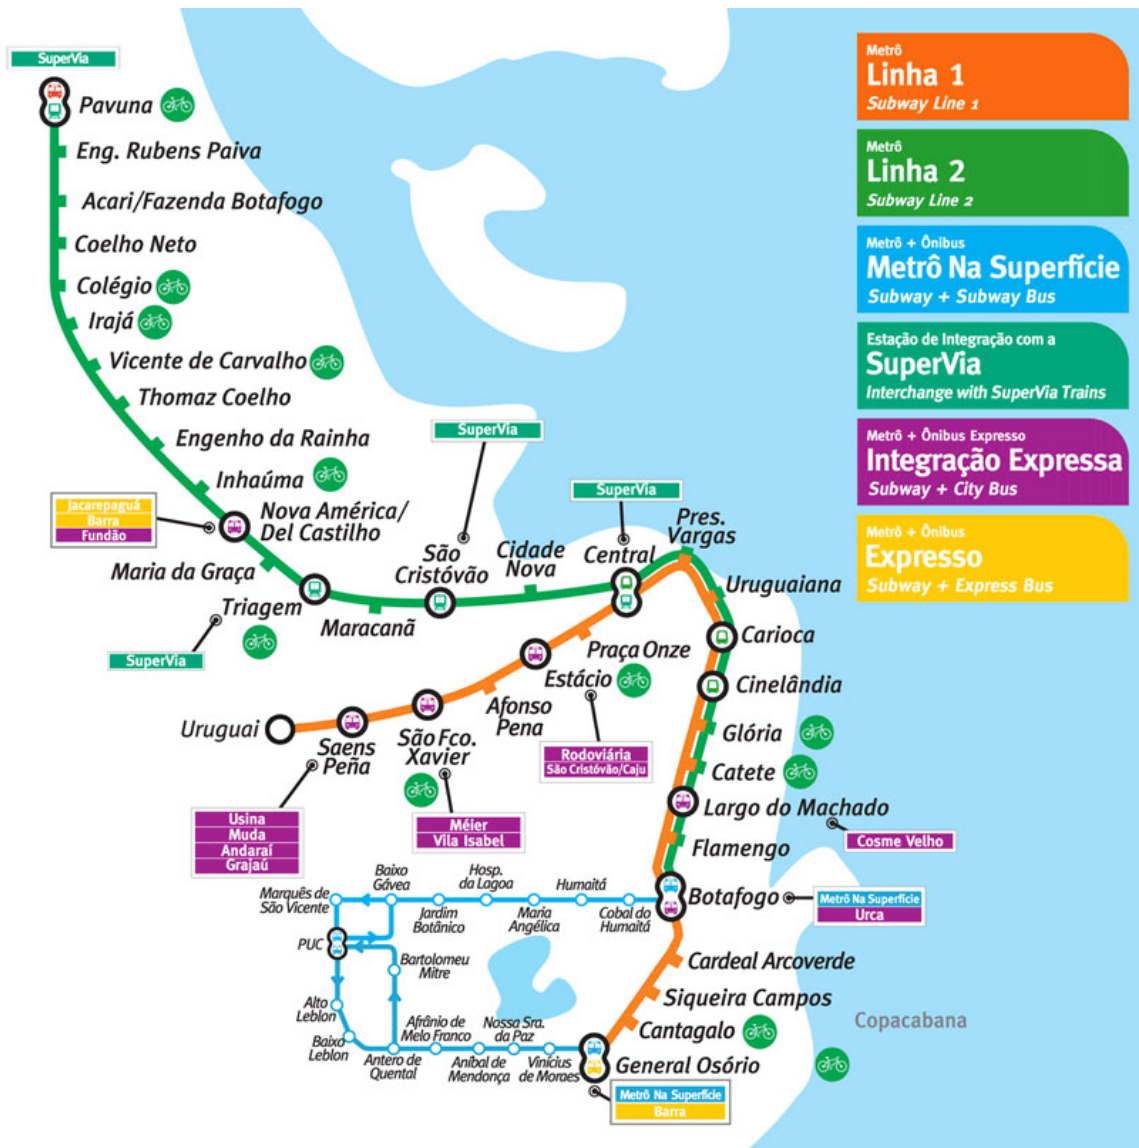 SuperVia
Pavuna
Eng. Rubens Paiva
Acari/Fazenda Botafogo
Coelho Neto
Colégio
Irajá
Vicente de Carvalho
Thomaz Coelho
Engenho da Rainha
Inhaúma
Jacarepaguá
Barra
Fundão
Nova América/
Del Castilho
Maria da Graça
Triagem
SuperVia
Maracanã
SuperVia
São
Cristóvão
Cidade
Nova
SuperVia
Central
Pres.
Vargas
Uruguaiana
Carioca
Cinelândia
Glória
Catete
Largo do Machado
Cosme Velho
Flamengo
Botafogo
Metrô Na Superfície
Urca
Praça Onze
Estácio
Rodoviária
São Cristóvão/Caju
Afonso
Pena
São Fco.
Xavier
Méier
Vila Isabel
Saens
Peña
Usina
Muda
Andaraí
Grajaú
Uruguai
Cardeal Arcoverde
Siqueira Campos
Cantagalo
General Osório
Metrô Na Superfície
Barra
Copacabana
Marquês de
São Vicente
Baixo
Gávea
Jardim
Botânico
Hosp.
da Lagoa
Maria
Angélica
Humaitá
Cobal do
Humaitá
PUC
Bartolomeu
Mitre
Alto
Leblon
Baixo
Leblon
Antero de
Quental
Afrânio de
Melo Franco
Aníbal de
Mendonça
Nossa Sra.
da Paz
Vinícius
de Moraes
Metrô
Linha 1
Subway Line 1
Metrô
Linha 2
Subway Line 2
Metrô + Ônibus
Metrô Na Superfície
Subway + Subway Bus
Estação de Integração com a
SuperVia
Interchange with SuperVia Trains
Metrô + Ônibus Expresso
Integração Expressa
Subway + City Bus
Metrô + Ônibus
Expresso
Subway + Express Bus